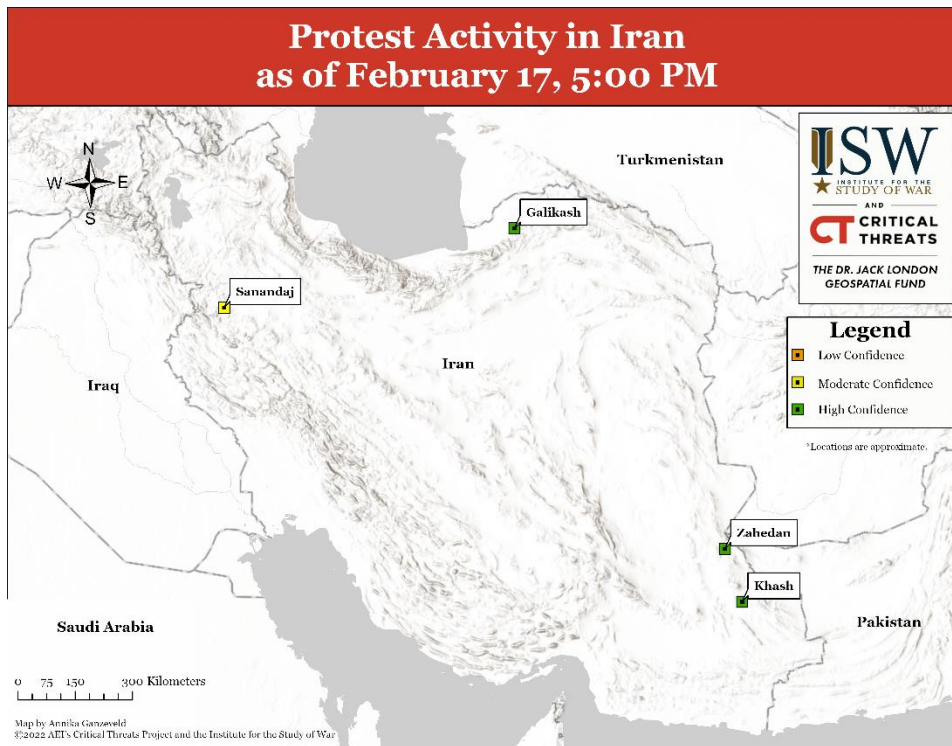 Protest Activity in Iran
as of February 17, 5:00 PM
N
W E
S
Turkmenistan
Galikash
Sanandaj
Iran
Iraq
Zahedan
Khash
Saudi Arabia
Pakistan
ISW
INSTITUTE FOR THE
STUDY OF WAR
AND
CT CRITICAL
THREATS
THE DR. JACK LONDON
GEOSPATIAL FUND
Legend
Low Confidence
Moderate Confidence
High Confidence
*Locations are approximate.
0 75 150 300 Kilometers
Map by Annika Ganzeveld
©2022 AEI's Critical Threats Project and the Institute for the Study of War